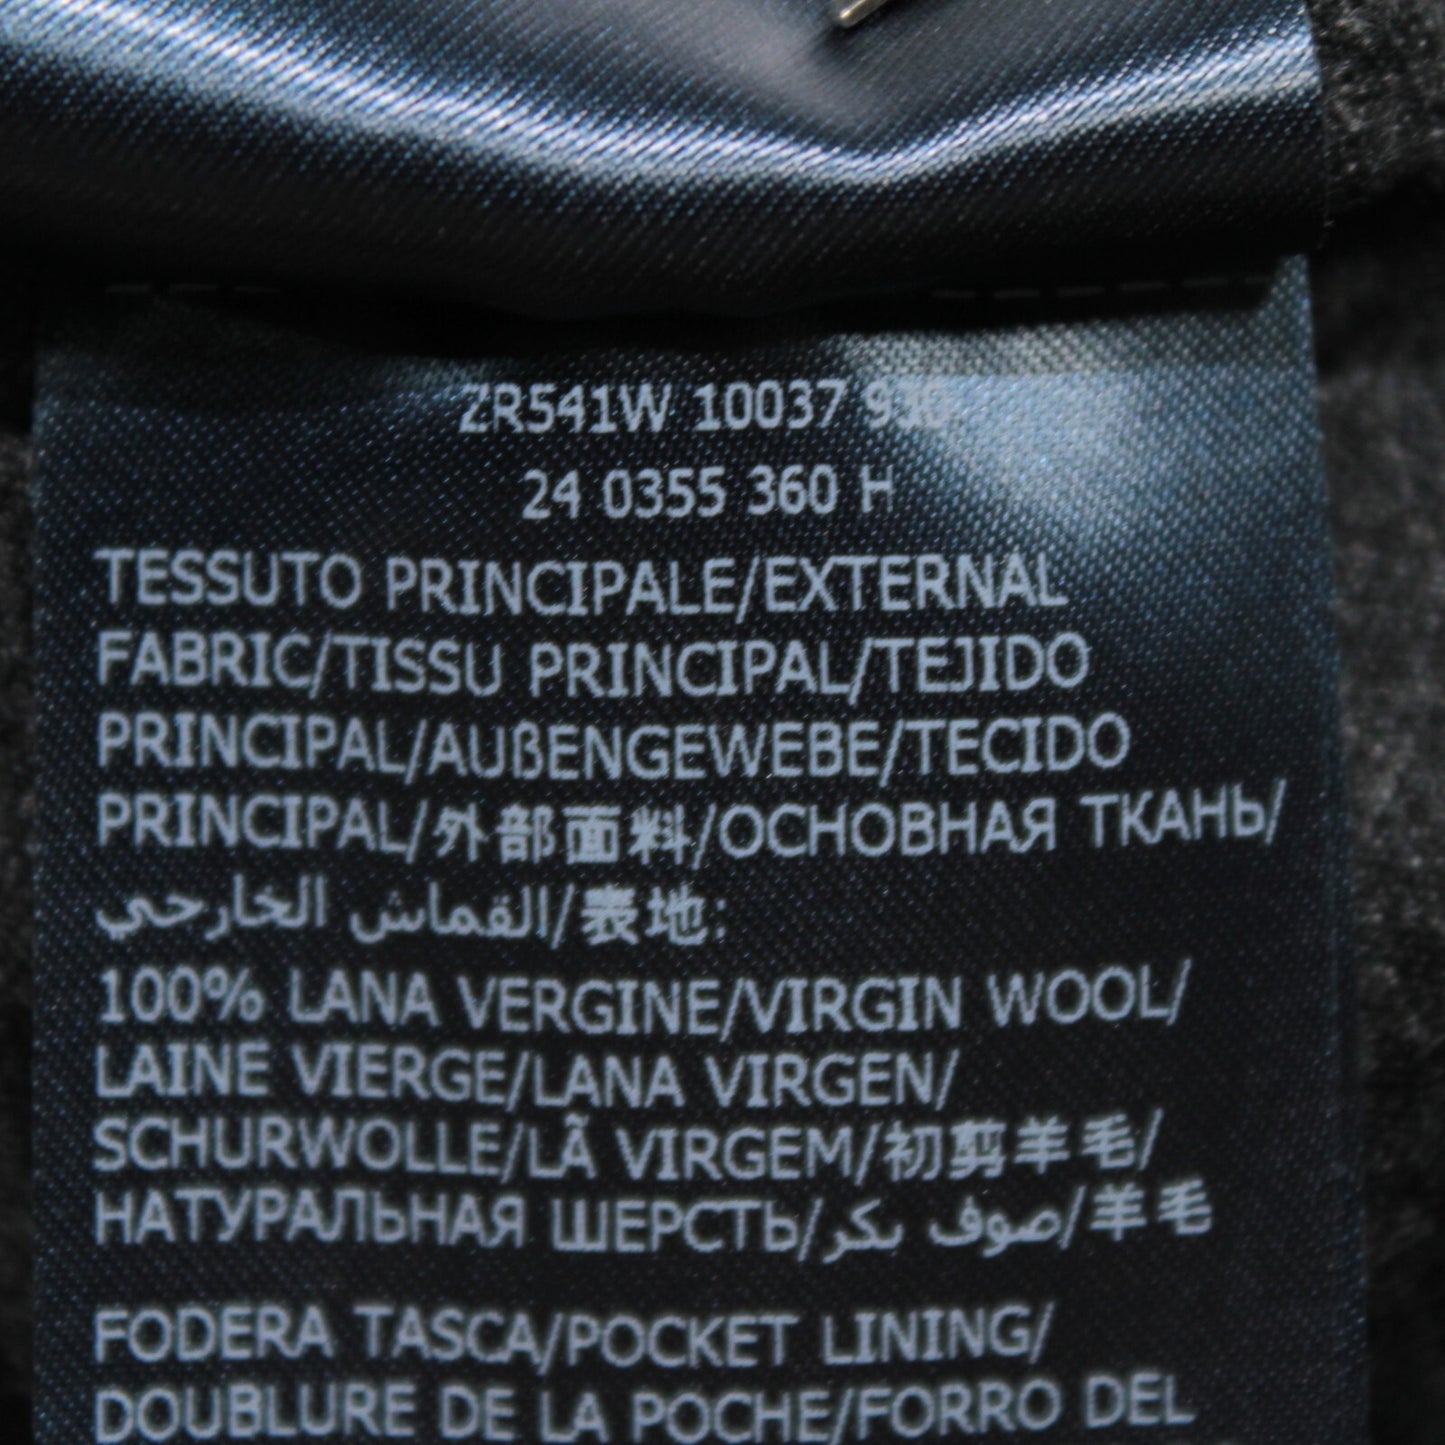 ZR541W 10037 930
24 0355 360 H
TESSUTO PRINCIPALE/EXTERNAL
FABRIC/TISSU PRINCIPAL/TEJIDO
PRINCIPAL/AUßENGEWEBE/TECIDO
PRINCIPAL/外部面料/ОСНОВНАЯ ТКАНЬ/
القماش الخارجي/表地:
100% LANA VERGINE/VIRGIN WOOL/
LAINE VIERGE/LANA VIRGEN/
SCHURWOLLE/LÃ VIRGEM/初剪羊毛/
НАТУРАЛЬНАЯ ШЕРСТЬ/صوف بكر/羊毛
FODERA TASCA/POCKET LINING/
DOUBLURE DE LA POCHE/FORRO DEL